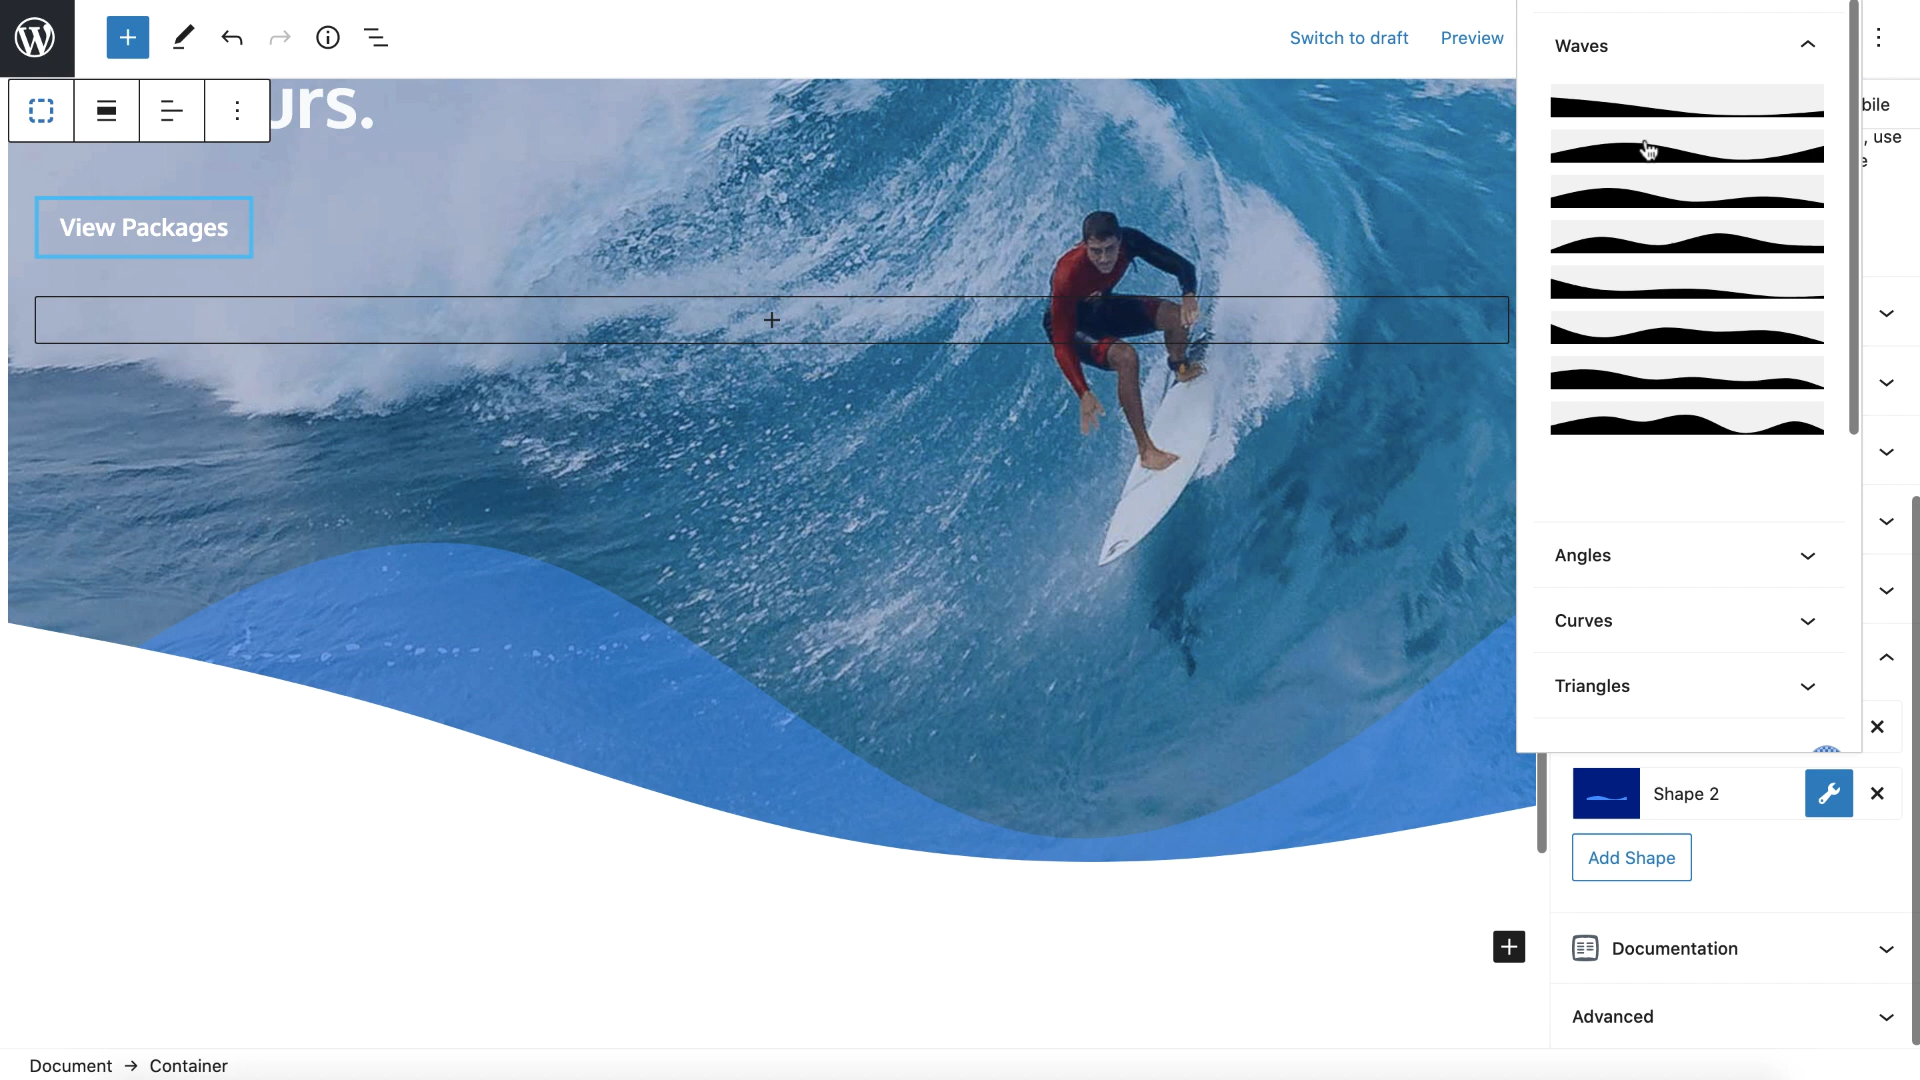 Switch to draft
Preview
Waves
bile
urs.
, use
e
View Packages
Angles
Curves
Triangles
Shape 2
Add Shape
Documentation
Advanced
Document → Container